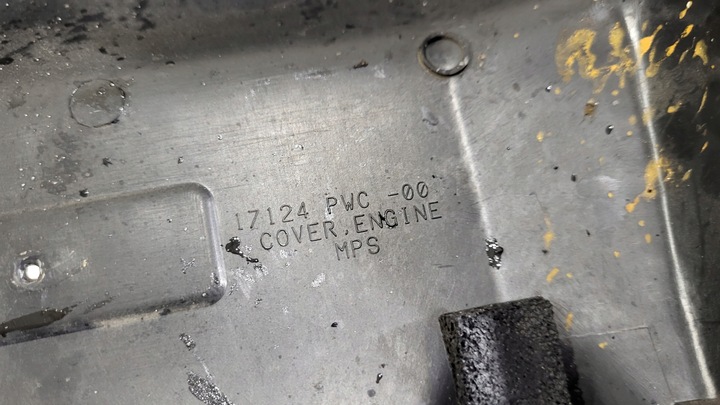 17124 PWC -00
COVER,ENGINE
MPS